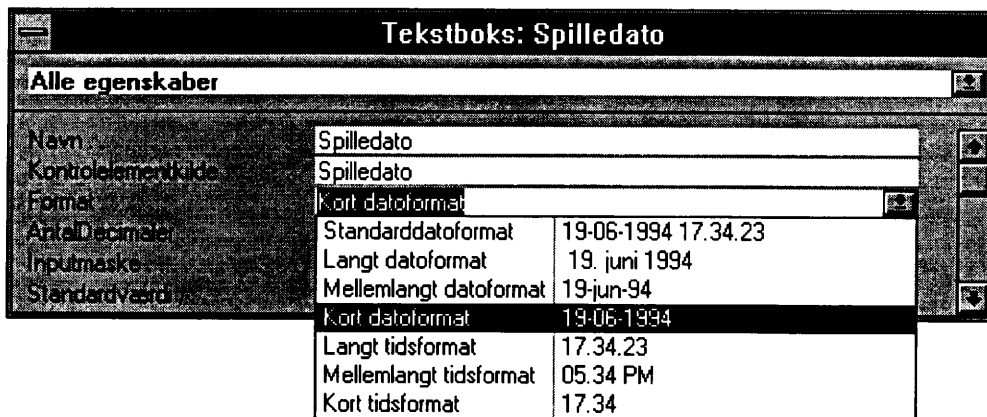 Tekstboks: Spilledato
Alle egenskaber
Navn Spilledato
Kontrolelementkilde Spilledato
Format Kort datoformat
AntalDecimaler Standarddatoformat 19-06-1994 17.34.23
Inputmaske Langt datoformat 19. juni 1994
Standardværdi Mellemlangt datoformat 19-jun-94
Kort datoformat 19-06-1994
Langt tidsformat 17.34.23
Mellemlangt tidsformat 05.34 PM
Kort tidsformat 17.34